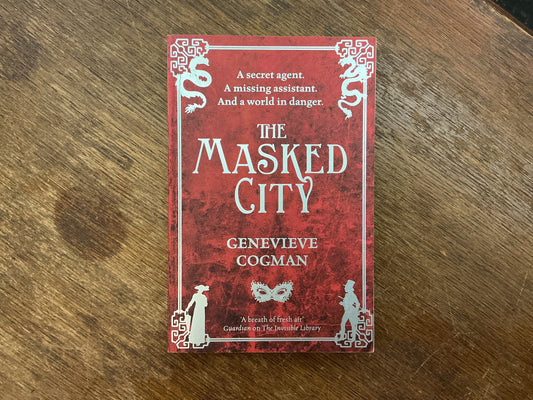 A secret agent.
A missing assistant.
And a world in danger.
THE
MASKED
CITY
GENEVIEVE
COGMAN
'A breath of fresh air'
Guardian on The Invisible Library